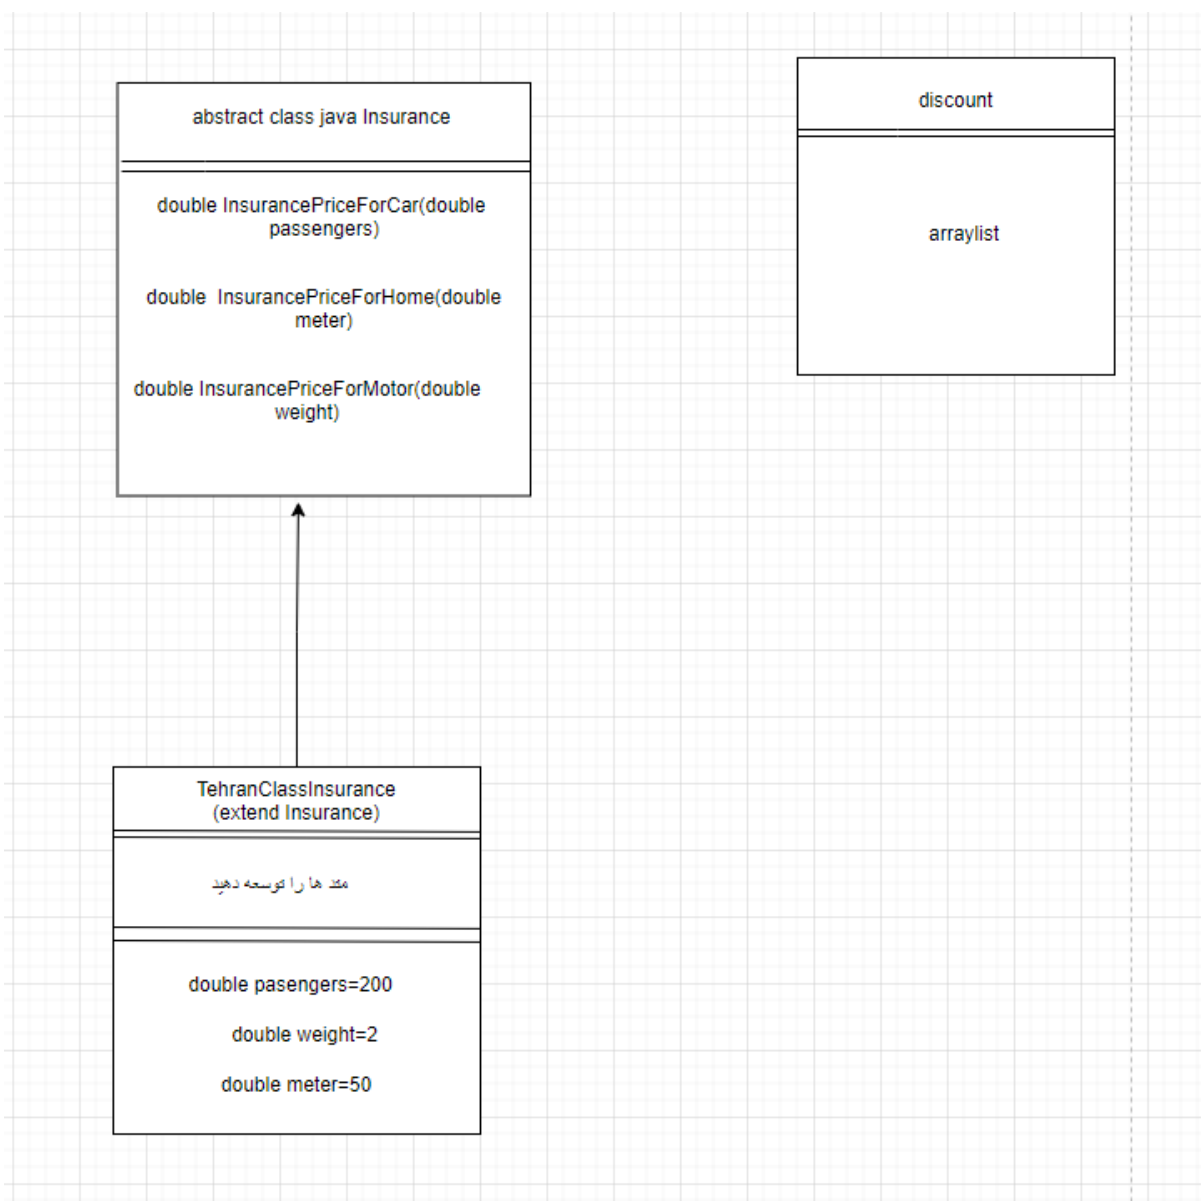 abstract class java Insurance
double InsurancePriceForCar(double
passengers)
double InsurancePriceForHome(double
meter)
double InsurancePriceForMotor(double
weight)
discount
arraylist
TehranClassInsurance
(extend Insurance)
متد ها را توسعه دهید
double pasengers=200
double weight=2
double meter=50